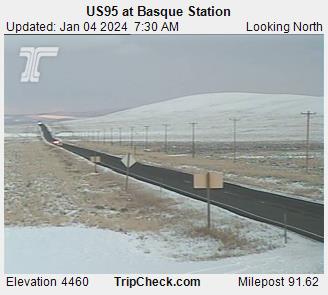 US95 at Basque Station
Updated: Jan 04 2024 7:30 AM Looking North
Elevation 4460 TripCheck.com Milepost 91.62